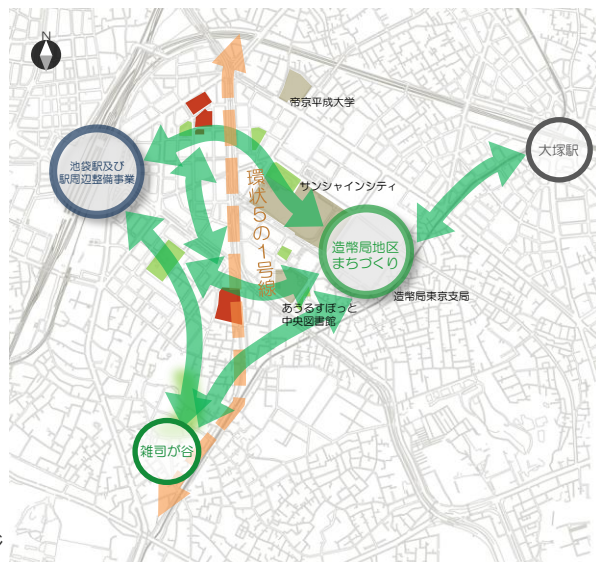 N
帝京平成大学
大塚駅
池袋駅及び
駅周辺整備事業
サンシャインシティ
環状5の1号線
造幣局地区
まちづくり
造幣局東京支局
あうるすぽっと
中央図書館
雑司が谷